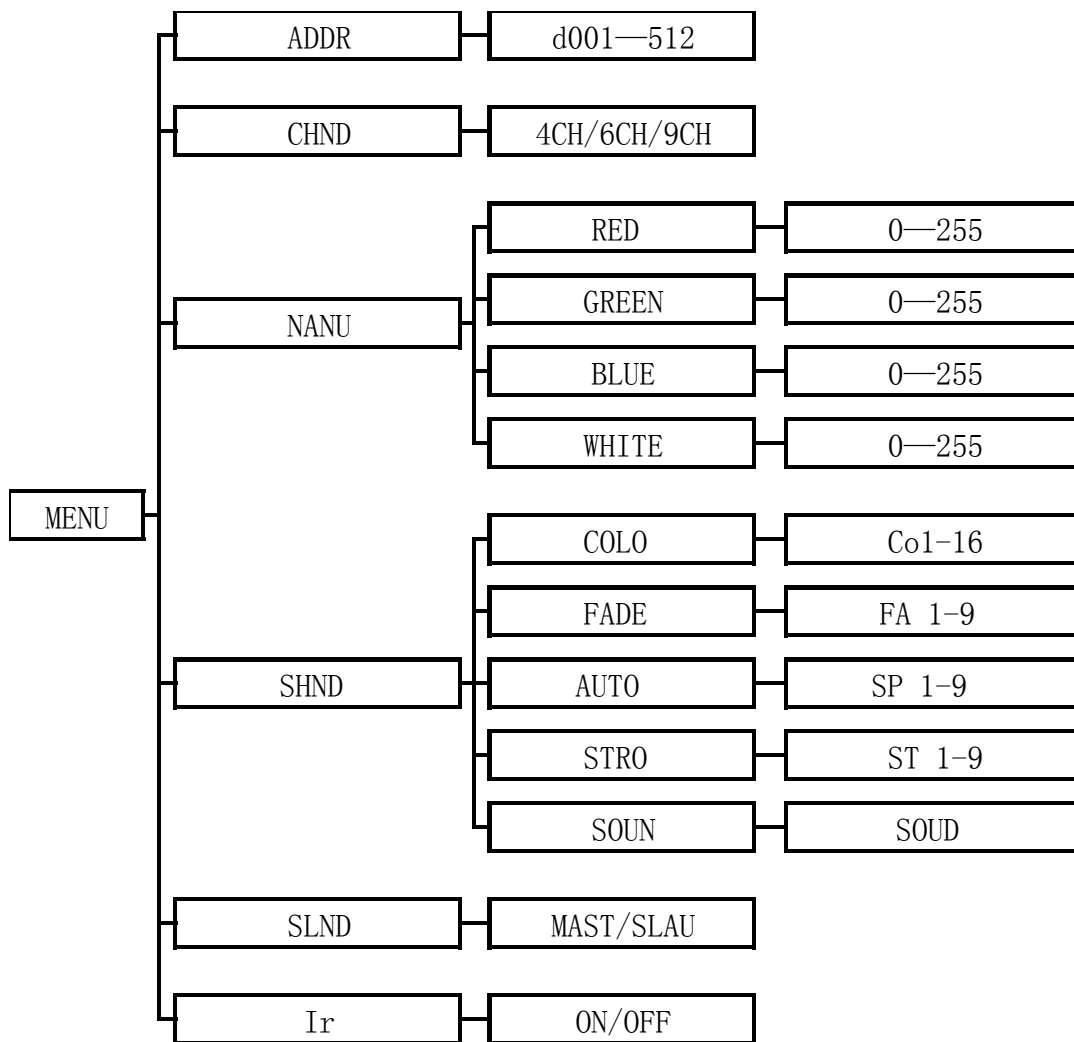 ADDR d001—512
CHND 4CH/6CH/9CH
RED 0—255
GREEN 0—255
NANU
BLUE 0—255
WHITE 0—255
MENU
COLO Co1-16
FADE FA 1-9
SHND AUTO SP 1-9
STRO ST 1-9
SOUN SOUD
SLND MAST/SLAU
Ir ON/OFF